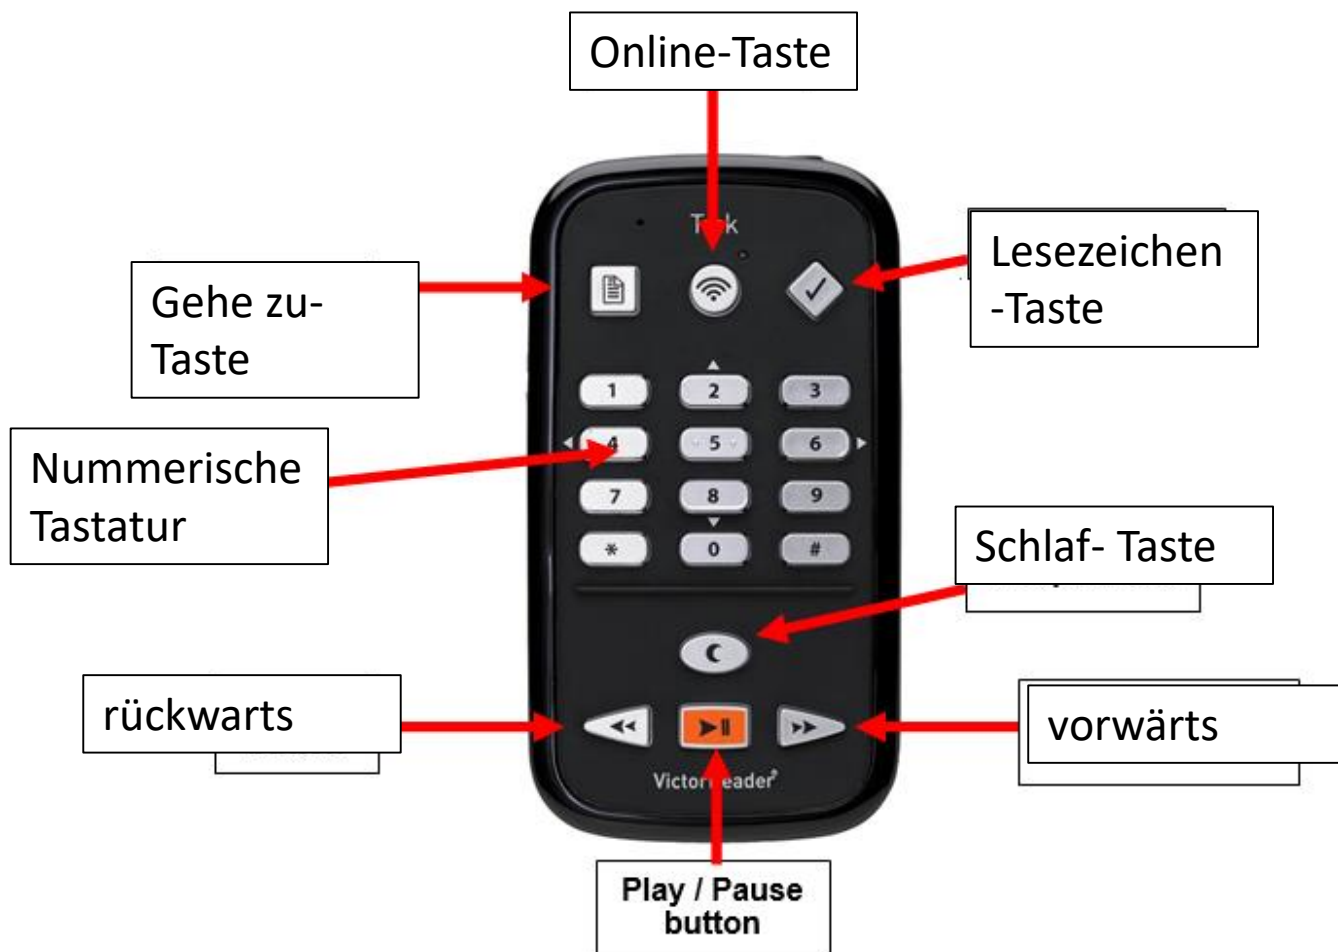 Online-Taste
Lesezeichen
-Taste
Gehe zu-
Taste
1 2 3
Nummerische
Tastatur
4 5 6
7 8 9
* 0 #
Schlaf- Taste
rückwarts
vorwärts
Play / Pause
button